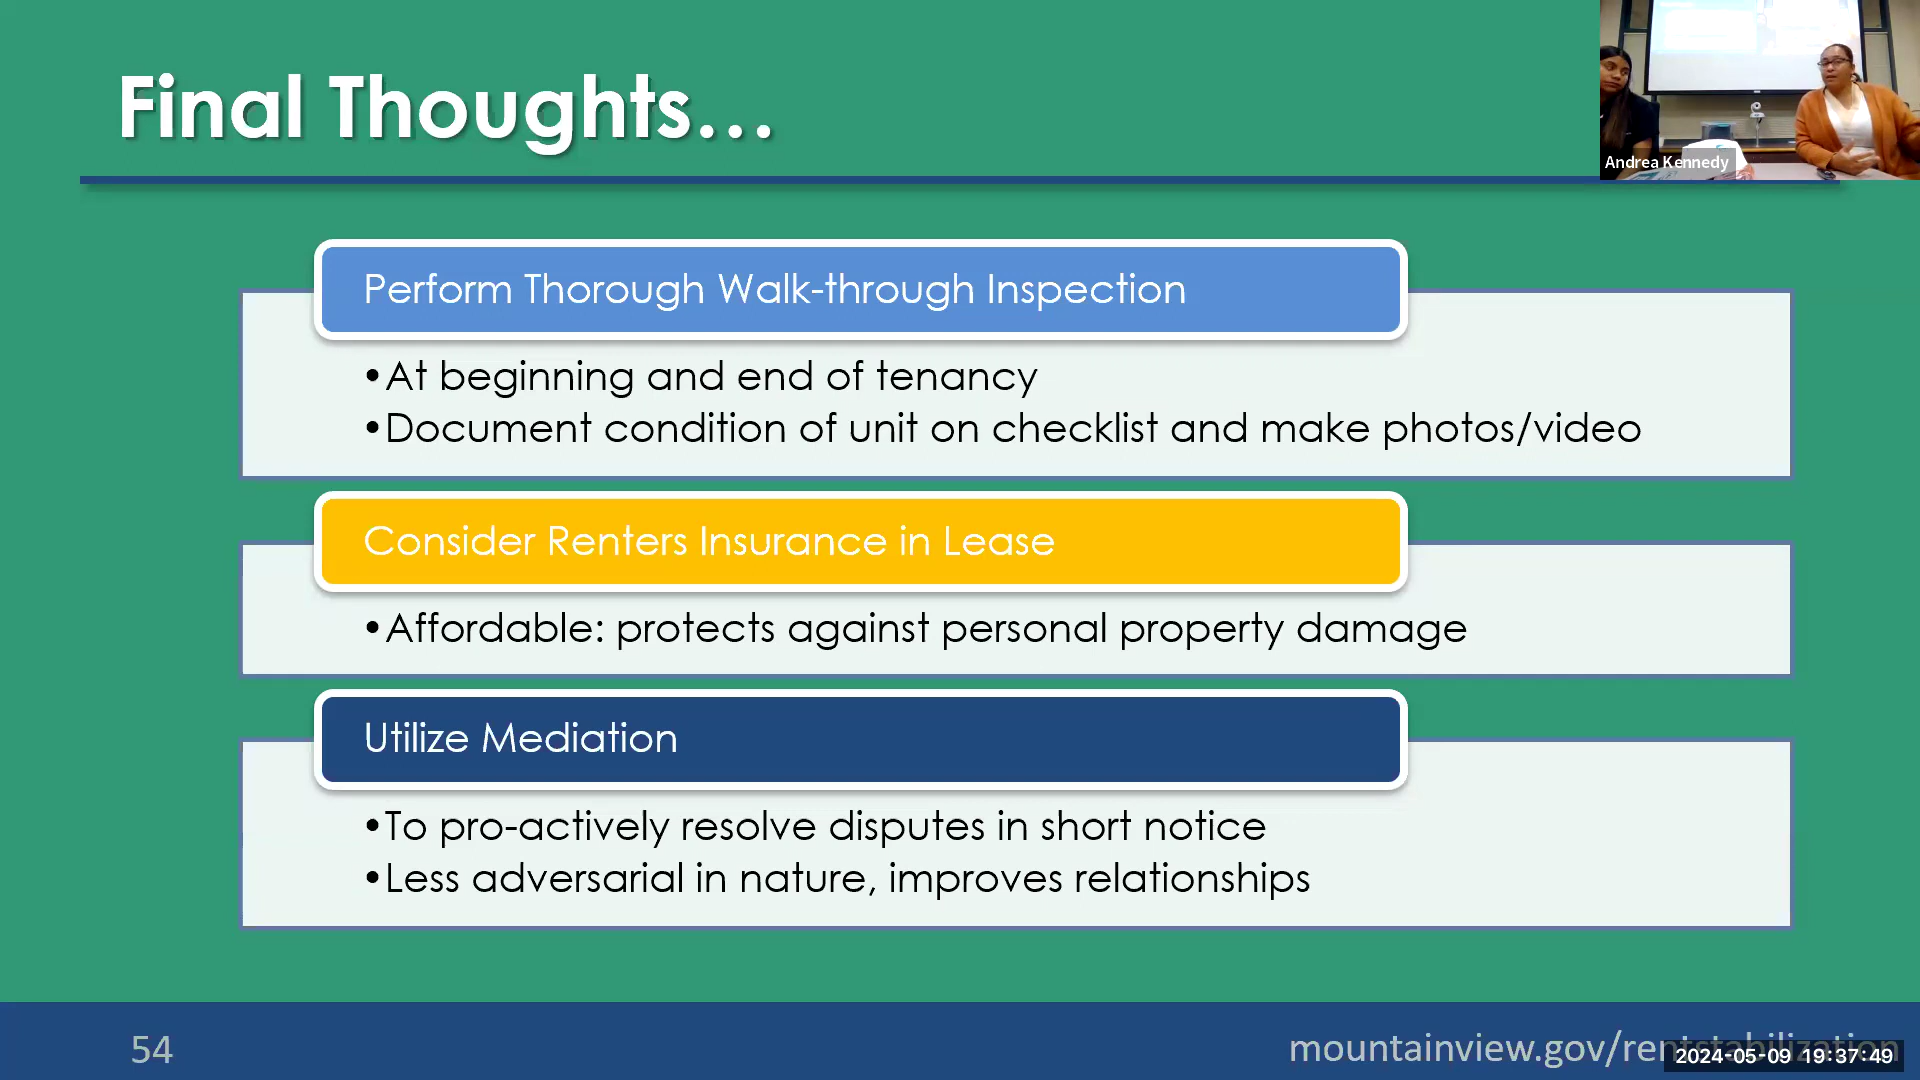 Final Thoughts...
Andrea Kennedy
Perform Thorough Walk-through Inspection
•At beginning and end of tenancy
•Document condition of unit on checklist and make photos/video
Consider Renters Insurance in Lease
•Affordable: protects against personal property damage
Utilize Mediation
•To pro-actively resolve disputes in short notice
•Less adversarial in nature, improves relationships
54
mountainview.gov/rentstabilization
2024-05-09 19:37:49